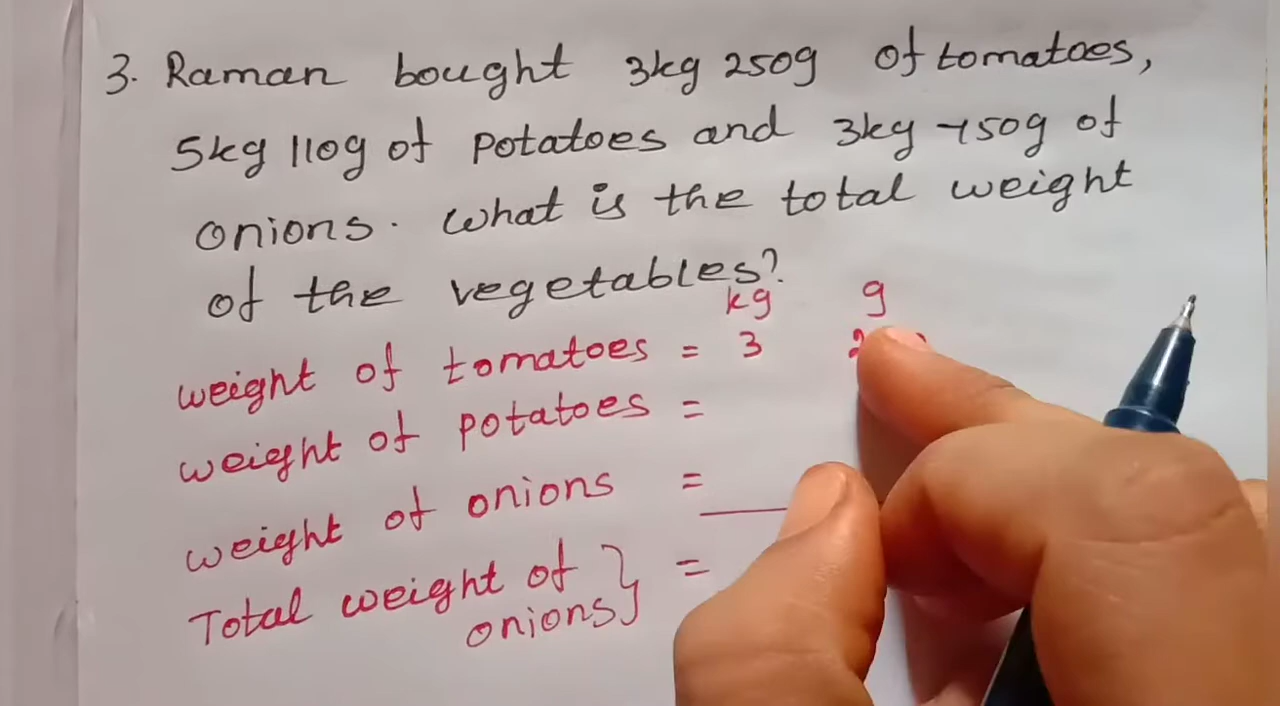 3. Raman bought 3kg 250g of tomatoes,
5kg 110g of potatoes and 3kg 750g of
onions. What is the total weight
of the vegetables?
kg g
weight of tomatoes = 3
weight of potatoes =
weight of onions =
Total weight of } =
onions